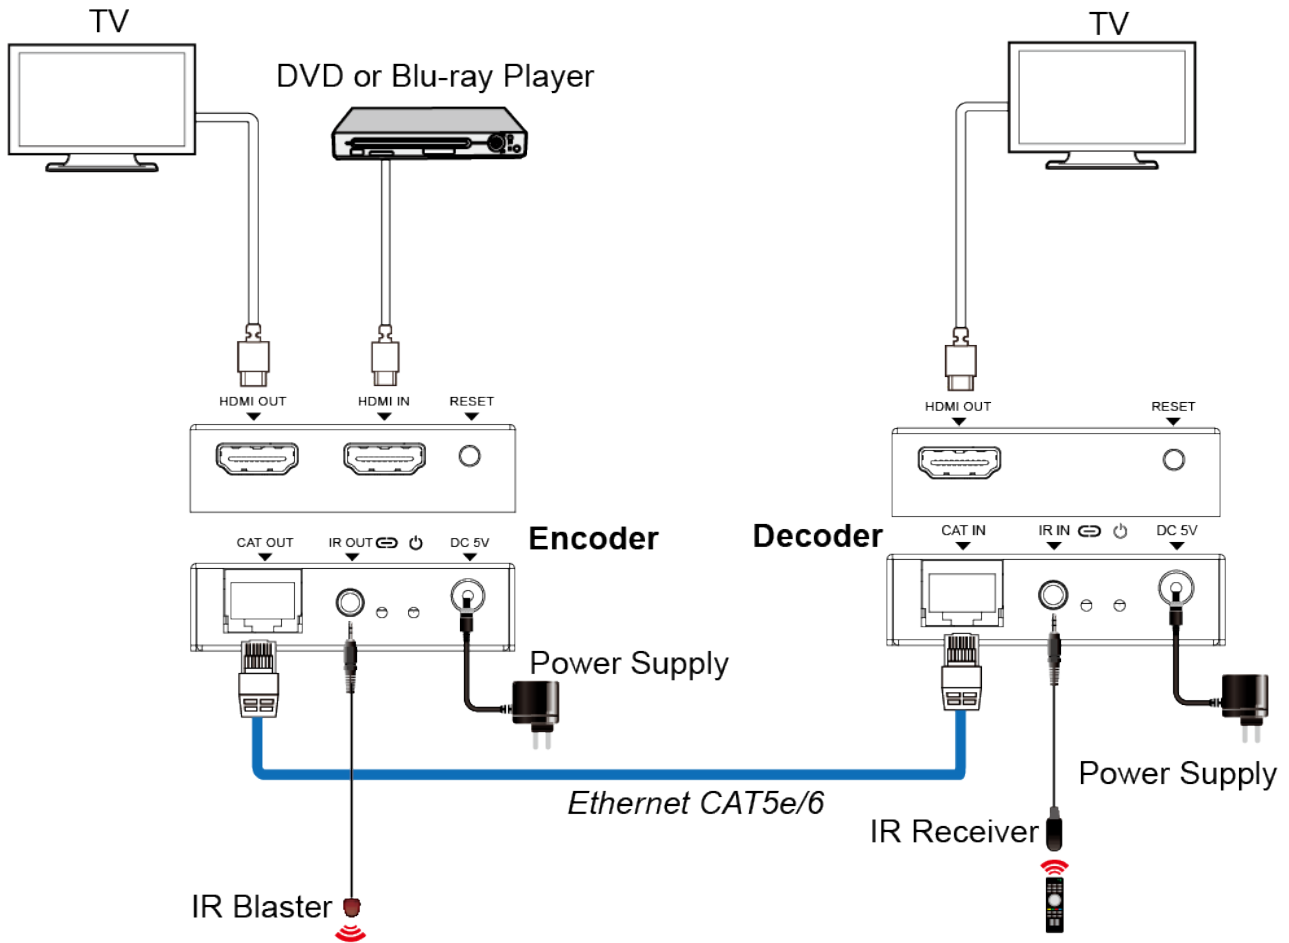 TV
TV
DVD or Blu-ray Player
HDMI OUT
HDMI IN
RESET
HDMI OUT
RESET
Encoder
Decoder
CAT OUT
IR OUT
DC 5V
CAT IN
IR IN
DC 5V
Power Supply
Power Supply
Ethernet CAT5e/6
IR Receiver
IR Blaster